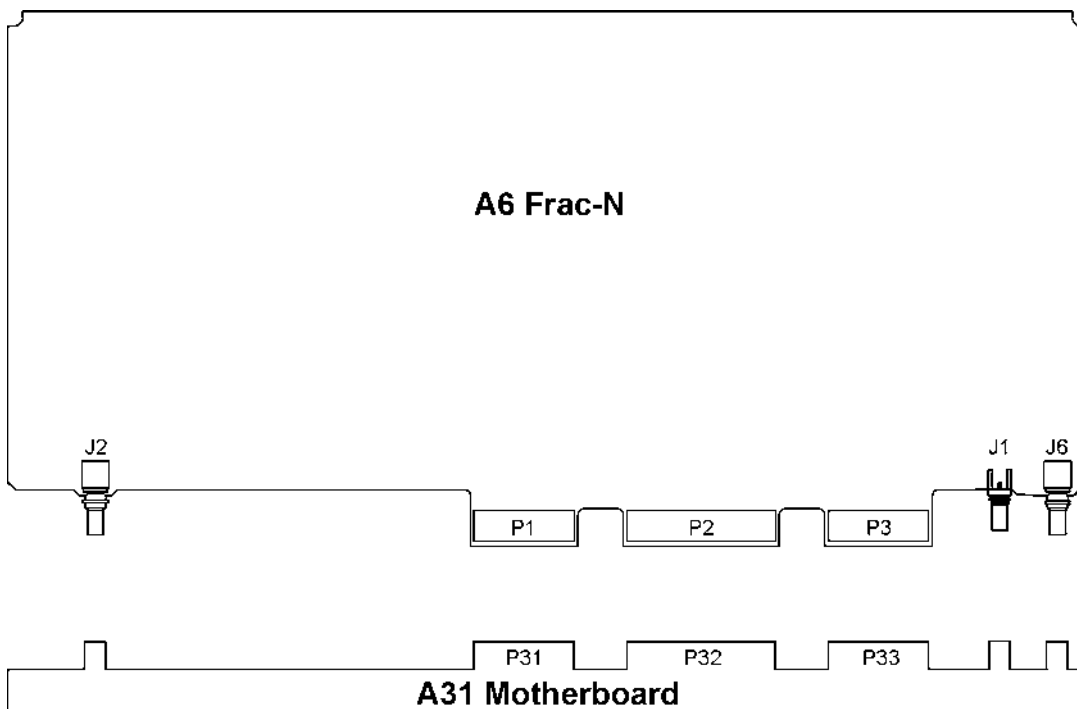 A6 Frac-N
J2 J1 J6
P1 P2 P3
P31 P32 P33
A31 Motherboard